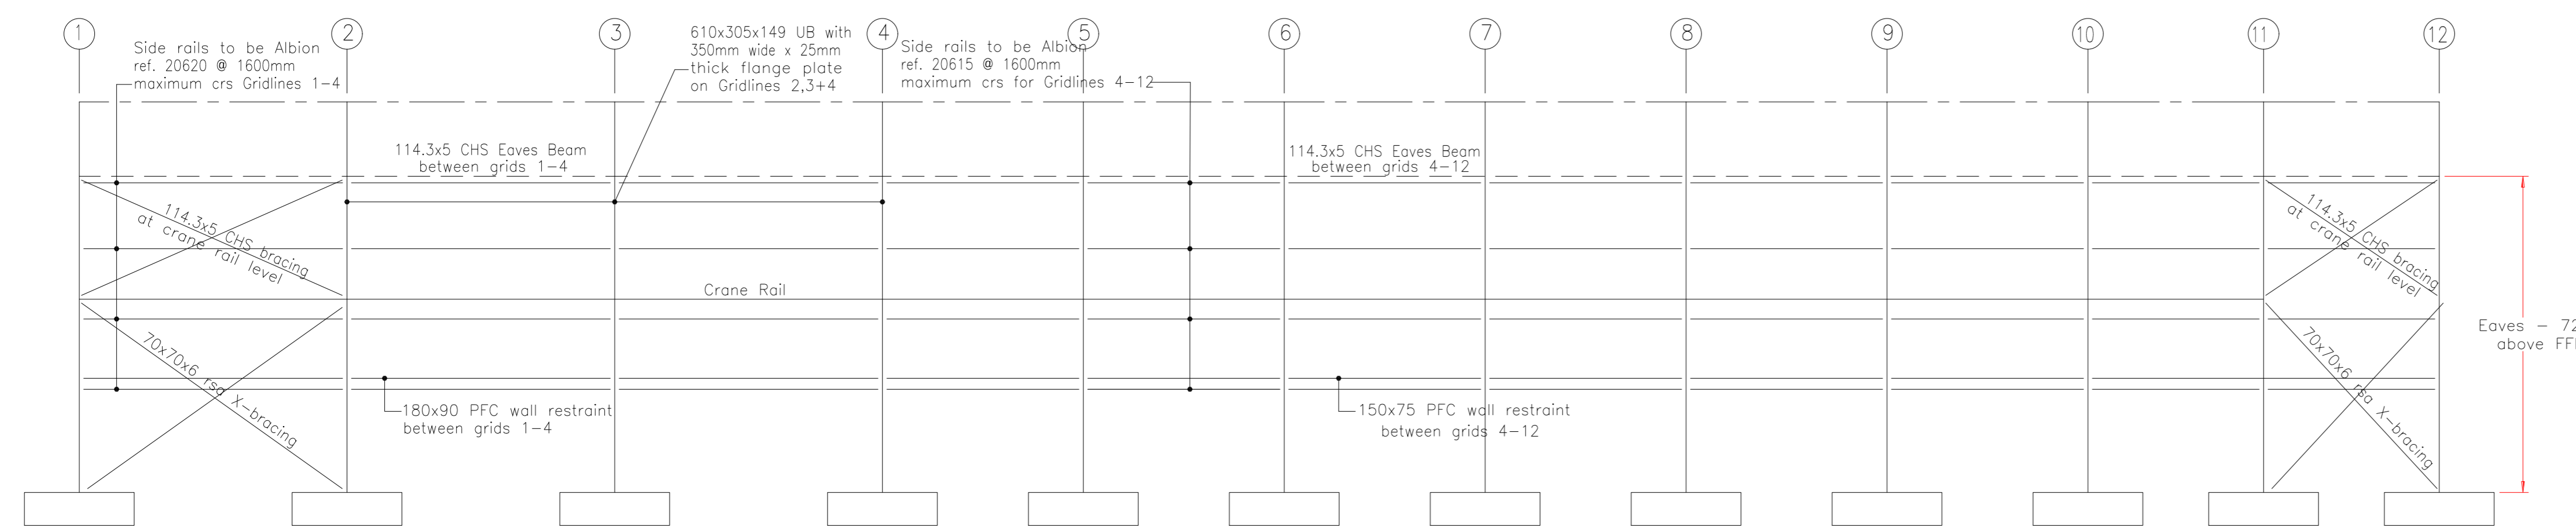 1
2
3
4
5
6
7
8
9
10
11
12
Side rails to be Albion
ref. 20620 @ 1600mm
maximum crs Gridlines 1-4
610x305x149 UB with
350mm wide x 25mm
thick flange plate
on Gridlines 2,3+4
Side rails to be Albion
ref. 20615 @ 1600mm
maximum crs for Gridlines 4-12
114.3x5 CHS Eaves Beam
between grids 1-4
114.3x5 CHS Eaves Beam
between grids 4-12
114.3x5 CHS bracing
at crane rail level
114.3x5 CHS bracing
at crane rail level
Crane Rail
Eaves - 72
above FF
70x70x6 rsa X-bracing
70x70x6 rsa X-bracing
180x90 PFC wall restraint
between grids 1-4
150x75 PFC wall restraint
between grids 4-12